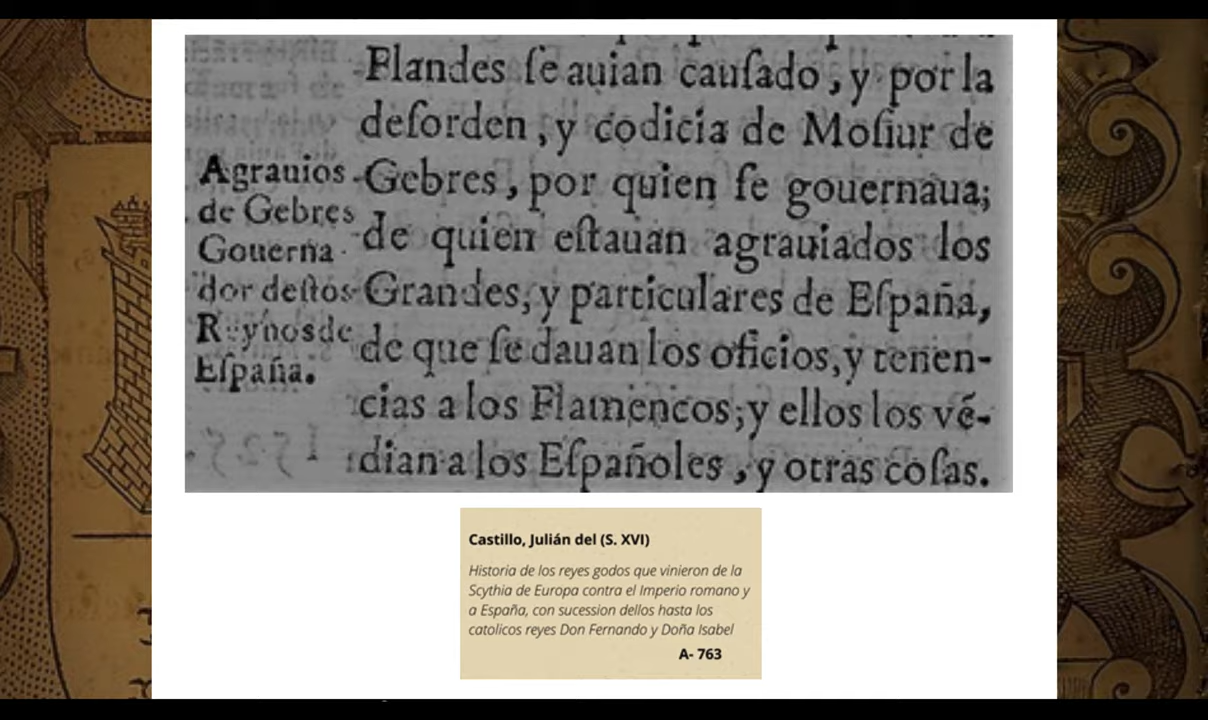 Flandes ſe auian cauſado, y por la
deſorden, y codicia de Moſiur de
Gebres, por quien ſe gouernaua;
de quien eſtauan agrauiados los
Grandes, y particulares de Eſpaña,
de que ſe dauan los oficios, y tenen-
cias a los Flamencos; y ellos los vē-
dian a los Eſpañoles, y otras coſas.
Agrauios
de Gebres
Gouerna
dor deſtos
Reynos de
Eſpaña.
Castillo, Julián del (S. XVI)
Historia de los reyes godos que vinieron de la
Scythia de Europa contra el Imperio romano y
a España, con sucession dellos hasta los
catolicos reyes Don Fernando y Doña Isabel
A- 763